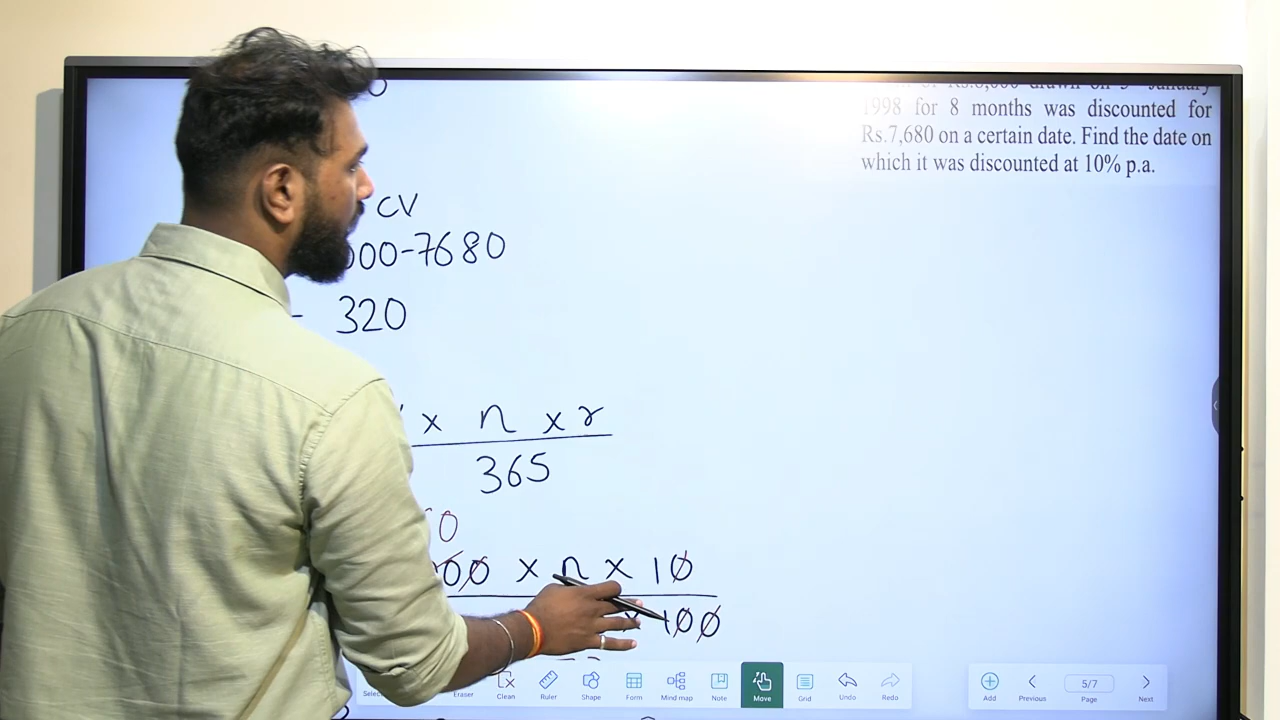 1998 for 8 months was discounted for
Rs.7,680 on a certain date. Find the date on
which it was discounted at 10% p.a.
CV
00-7680
- 320
x n x r
365
0
00 x n x 10
x 100
Eraser
Clean
Ruler
Shape
Form
Mind map
Note
Move
Grid
Undo
Redo
Add
Previous
5/7
Page
Next